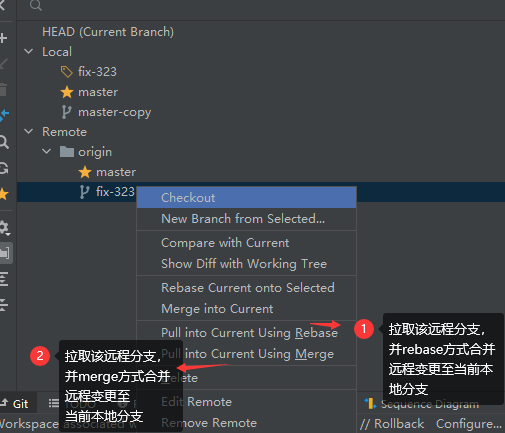 HEAD (Current Branch)
Local
fix-323
master
master-copy
Remote
origin
master
fix-323
Checkout
New Branch from Selected...
Compare with Current
Show Diff with Working Tree
Rebase Current onto Selected
Merge into Current
Pull into Current Using Rebase
Pull into Current Using Merge
1
拉取该远程分支，
并rebase方式合并
远程变更至当前本
地分支
2
拉取该远程分支，
并merge方式合并
远程变更至
当前本地分支
Delete
Edit Remote
Remove Remote
Git
Sequence Diagram
Workspace associated
// Rollback
Configure...